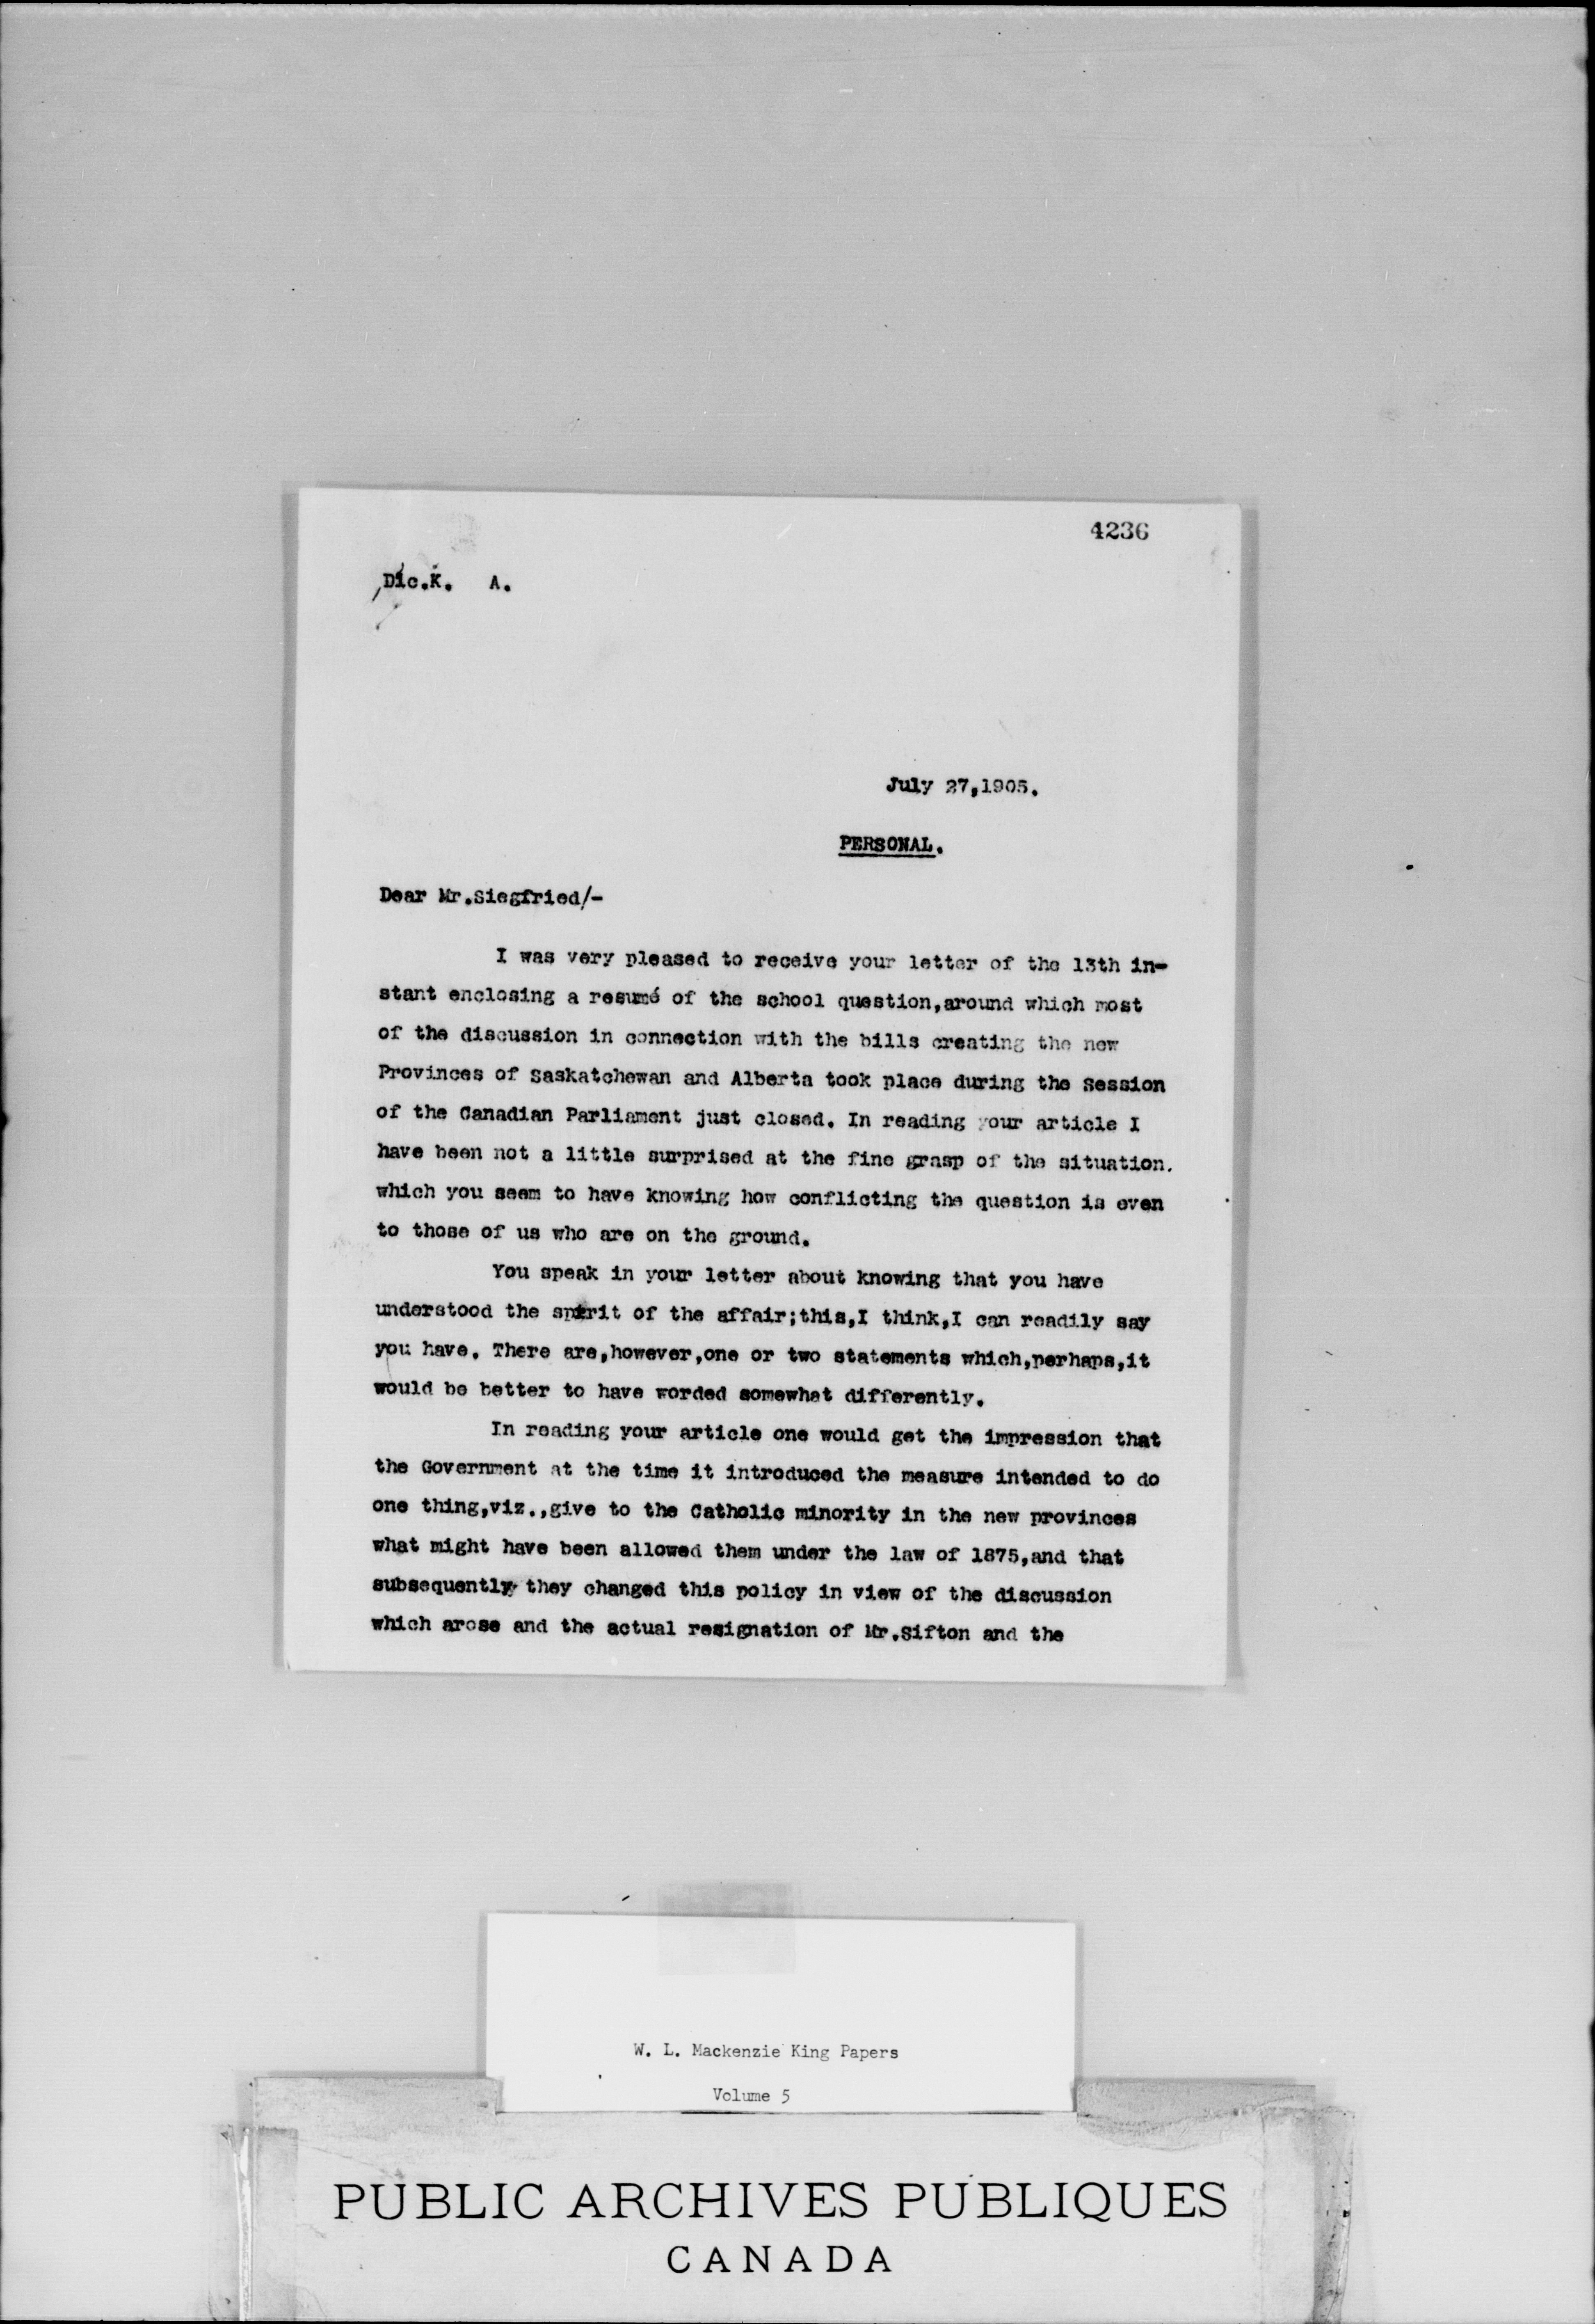 4236
Dic.K. A.
July 27,1905.
PERSONAL.
Dear Mr.Siegfried/-
I was very pleased to receive your letter of the 13th in-
stant enclosing a resumé of the school question,around which most
of the discussion in connection with the bills creating the new
Provinces of Saskatchewan and Alberta took place during the Session
of the Canadian Parliament just closed. In reading your article I
have been not a little surprised at the fine grasp of the situation.
which you seem to have knowing how conflicting the question is even
to those of us who are on the ground.
You speak in your letter about knowing that you have
understood the spirit of the affair;this,I think,I can readily say
you have. There are,however,one or two statements which,perhaps,it
would be better to have worded somewhat differently.
In reading your article one would get the impression that
the Government at the time it introduced the measure intended to do
one thing,viz.,give to the Catholic minority in the new provinces
what might have been allowed them under the law of 1875,and that
subsequently they changed this policy in view of the discussion
which arose and the actual resignation of Mr.Sifton and the
W. L. Mackenzie King Papers
Volume 5
PUBLIC ARCHIVES PUBLIQUES
CANADA